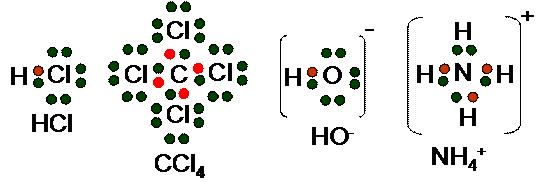 H Cl
HCl
Cl
Cl C Cl
Cl
CCl4
H O
-
HO-
H
H N H
H
+
NH4+